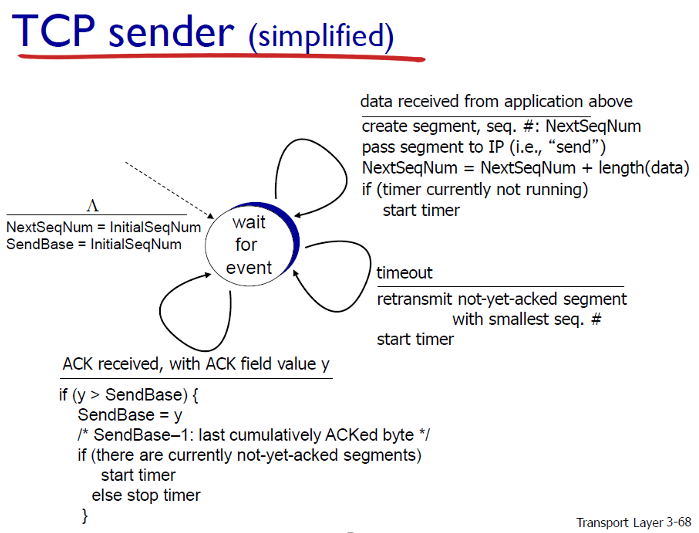 TCP sender (simplified)
data received from application above
create segment, seq. #: NextSeqNum
pass segment to IP (i.e., “send”)
NextSeqNum = NextSeqNum + length(data)
if (timer currently not running)
start timer
Λ
NextSeqNum = InitialSeqNum
SendBase = InitialSeqNum
wait
for
event
timeout
retransmit not-yet-acked segment
with smallest seq. #
start timer
ACK received, with ACK field value y
if (y > SendBase) {
SendBase = y
/* SendBase–1: last cumulatively ACKed byte */
if (there are currently not-yet-acked segments)
start timer
else stop timer
}
Transport Layer 3-68